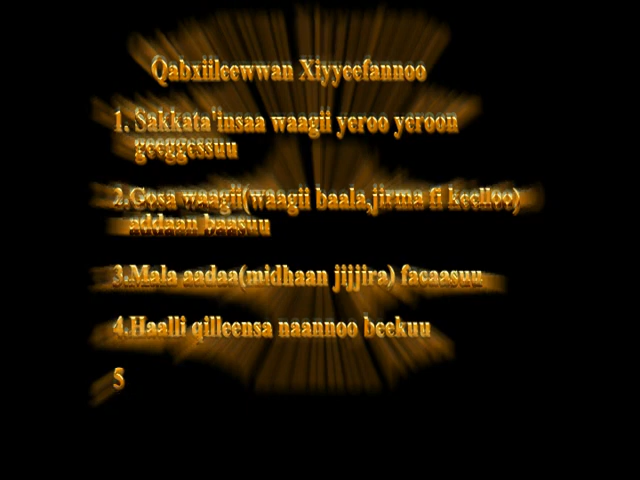 Qabxiileewwan Xiyyeefannoo
1. Sakkata'insaa waagii yeroo yeroon
geeggessuu
2.Gosa waagii(waagii baala,jirma fi keelloo)
addaan baasuu
3.Mala aadaa(midhaan jijjira) facaasuu
4.Haalli qilleensa naannoo beekuu
5